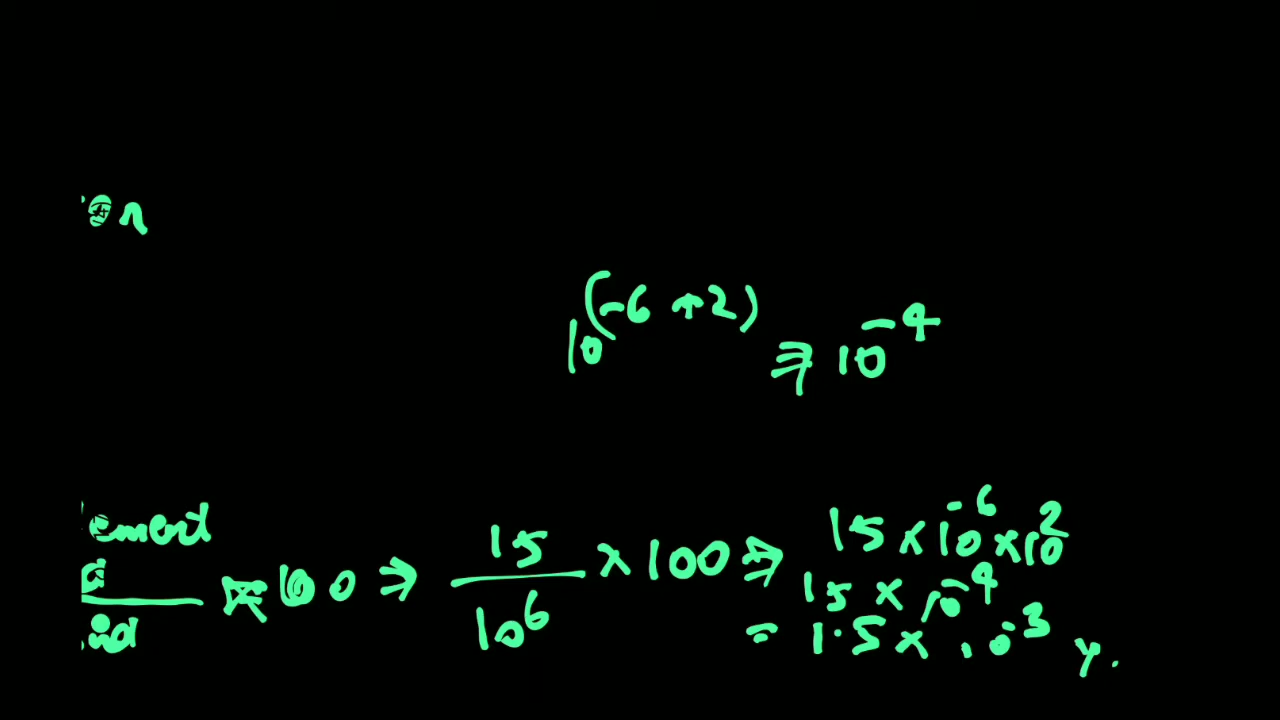 10^(-6 +2) ⇒ 10^-4
× 100 ⇒ 15/10^6 × 100 ⇒ 15 × 10^-6 × 10^2
15 × 10^-4
= 1.5 × 10^-3